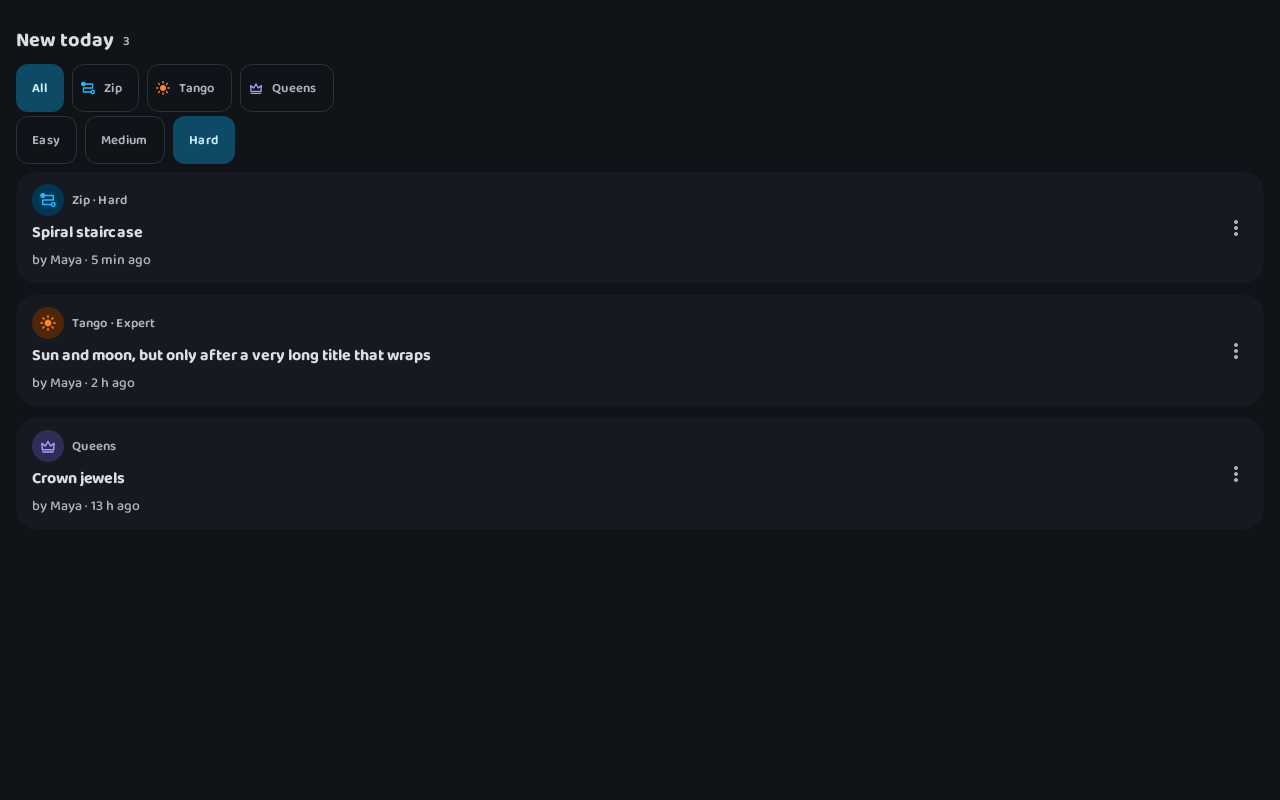 New today 3
All Zip Tango Queens
Easy Medium Hard
Zip · Hard
Spiral staircase
by Maya · 5 min ago
Tango · Expert
Sun and moon, but only after a very long title that wraps
by Maya · 2 h ago
Queens
Crown jewels
by Maya · 13 h ago